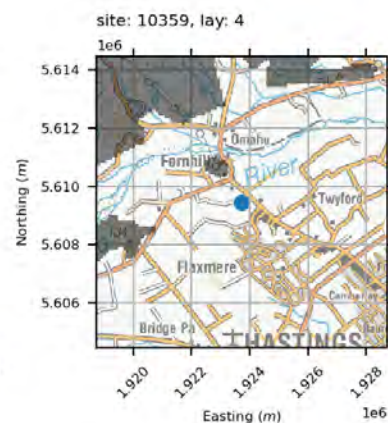 site: 10359, lay: 4
1e6
5.614
5.612
5.610
5.608
5.606
Northing (m)
Omahu
Fernhill
River
Twyford
Flaxmere
Bridge Pa
HASTINGS
1.920
1.922
1.924
1.926
1.928
1e6
Easting (m)